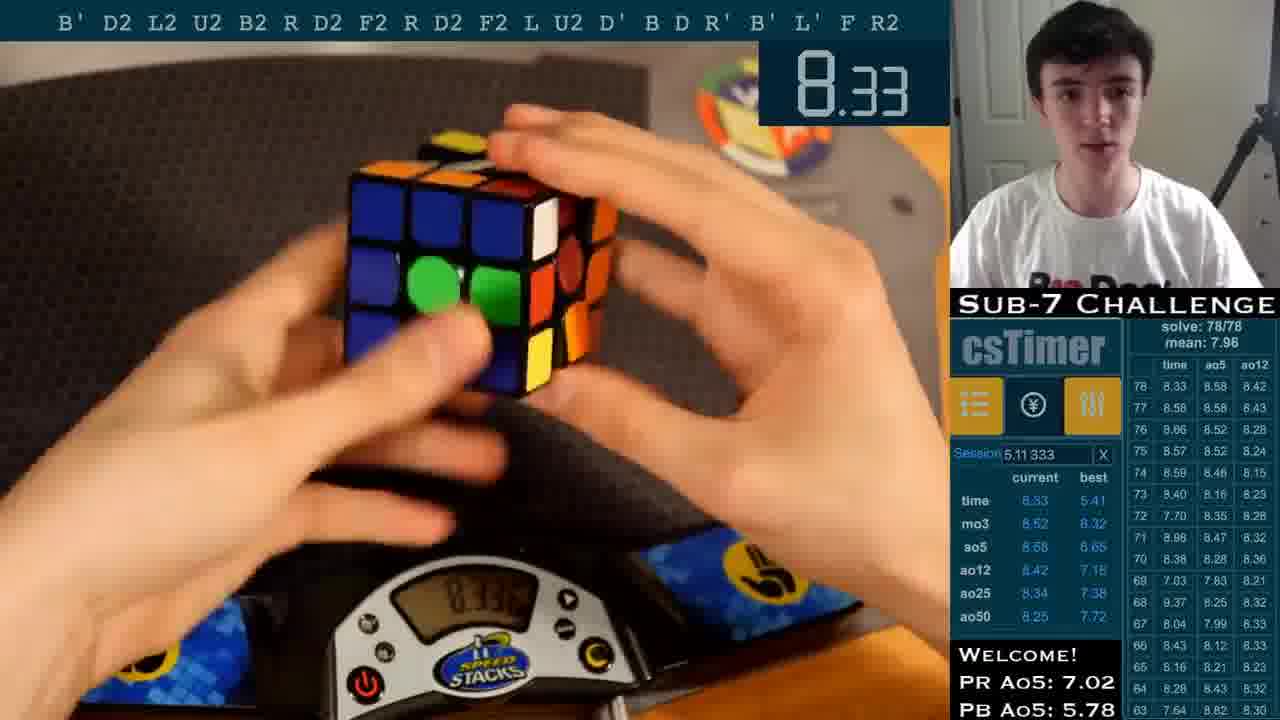 B' D2 L2 U2 B2 R D2 F2 R D2 F2 L U2 D' B D R' B' L' F R2
8.33
SUB-7 CHALLENGE
csTimer
solve: 78/78
mean: 7.96
time ao5 ao12
78 8.33 8.58 8.42
77 8.58 8.58 8.43
76 8.66 8.52 8.28
75 8.57 8.52 8.24
74 8.59 8.46 8.15
73 8.40 8.16 8.23
72 7.70 8.35 8.28
71 8.98 8.47 8.32
70 8.38 8.28 8.36
69 7.03 7.83 8.21
68 9.37 8.25 8.32
67 8.04 7.99 8.33
66 8.43 8.12 8.33
65 8.16 8.21 8.23
64 8.28 8.43 8.32
63 7.64 8.82 8.30
Session 5.11 333 X
current best
time 8.33 5.41
mo3 8.52 8.32
ao5 8.58 6.65
ao12 8.42 7.18
ao25 8.34 7.38
ao50 8.25 7.72
WELCOME!
PR AO5: 7.02
PB AO5: 5.78
8.33
SPEED
STACKS